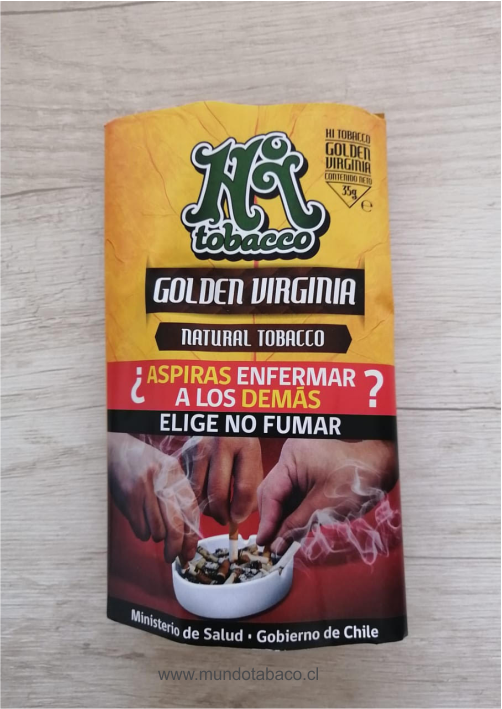 Hi
tobacco
HI TOBACCO
GOLDEN
VIRGINIA
CONTENIDO NETO
35g
e
GOLDEN VIRGINIA
NATURAL TOBACCO
¿ASPIRAS ENFERMAR
A LOS DEMÁS?
ELIGE NO FUMAR
Ministerio de Salud · Gobierno de Chile
www.mundotabaco.cl